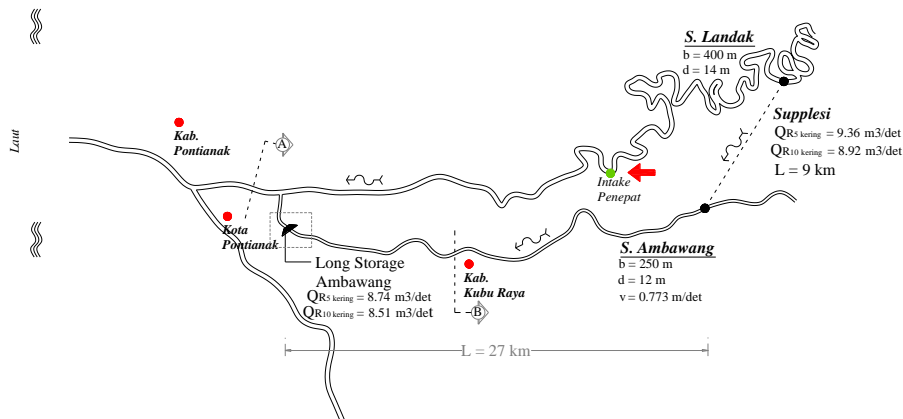 S. Landak
b = 400 m
d = 14 m
Laut
Kab.
Pontianak
A
Supplesi
QR5 kering = 9.36 m3/det
QR10 kering = 8.92 m3/det
L = 9 km
Intake
Penepat
Kota
Pontianak
Long Storage
Ambawang
QR5 kering = 8.74 m3/det
QR10 kering = 8.51 m3/det
Kab.
Kubu Raya
B
S. Ambawang
b = 250 m
d = 12 m
v = 0.773 m/det
L = 27 km